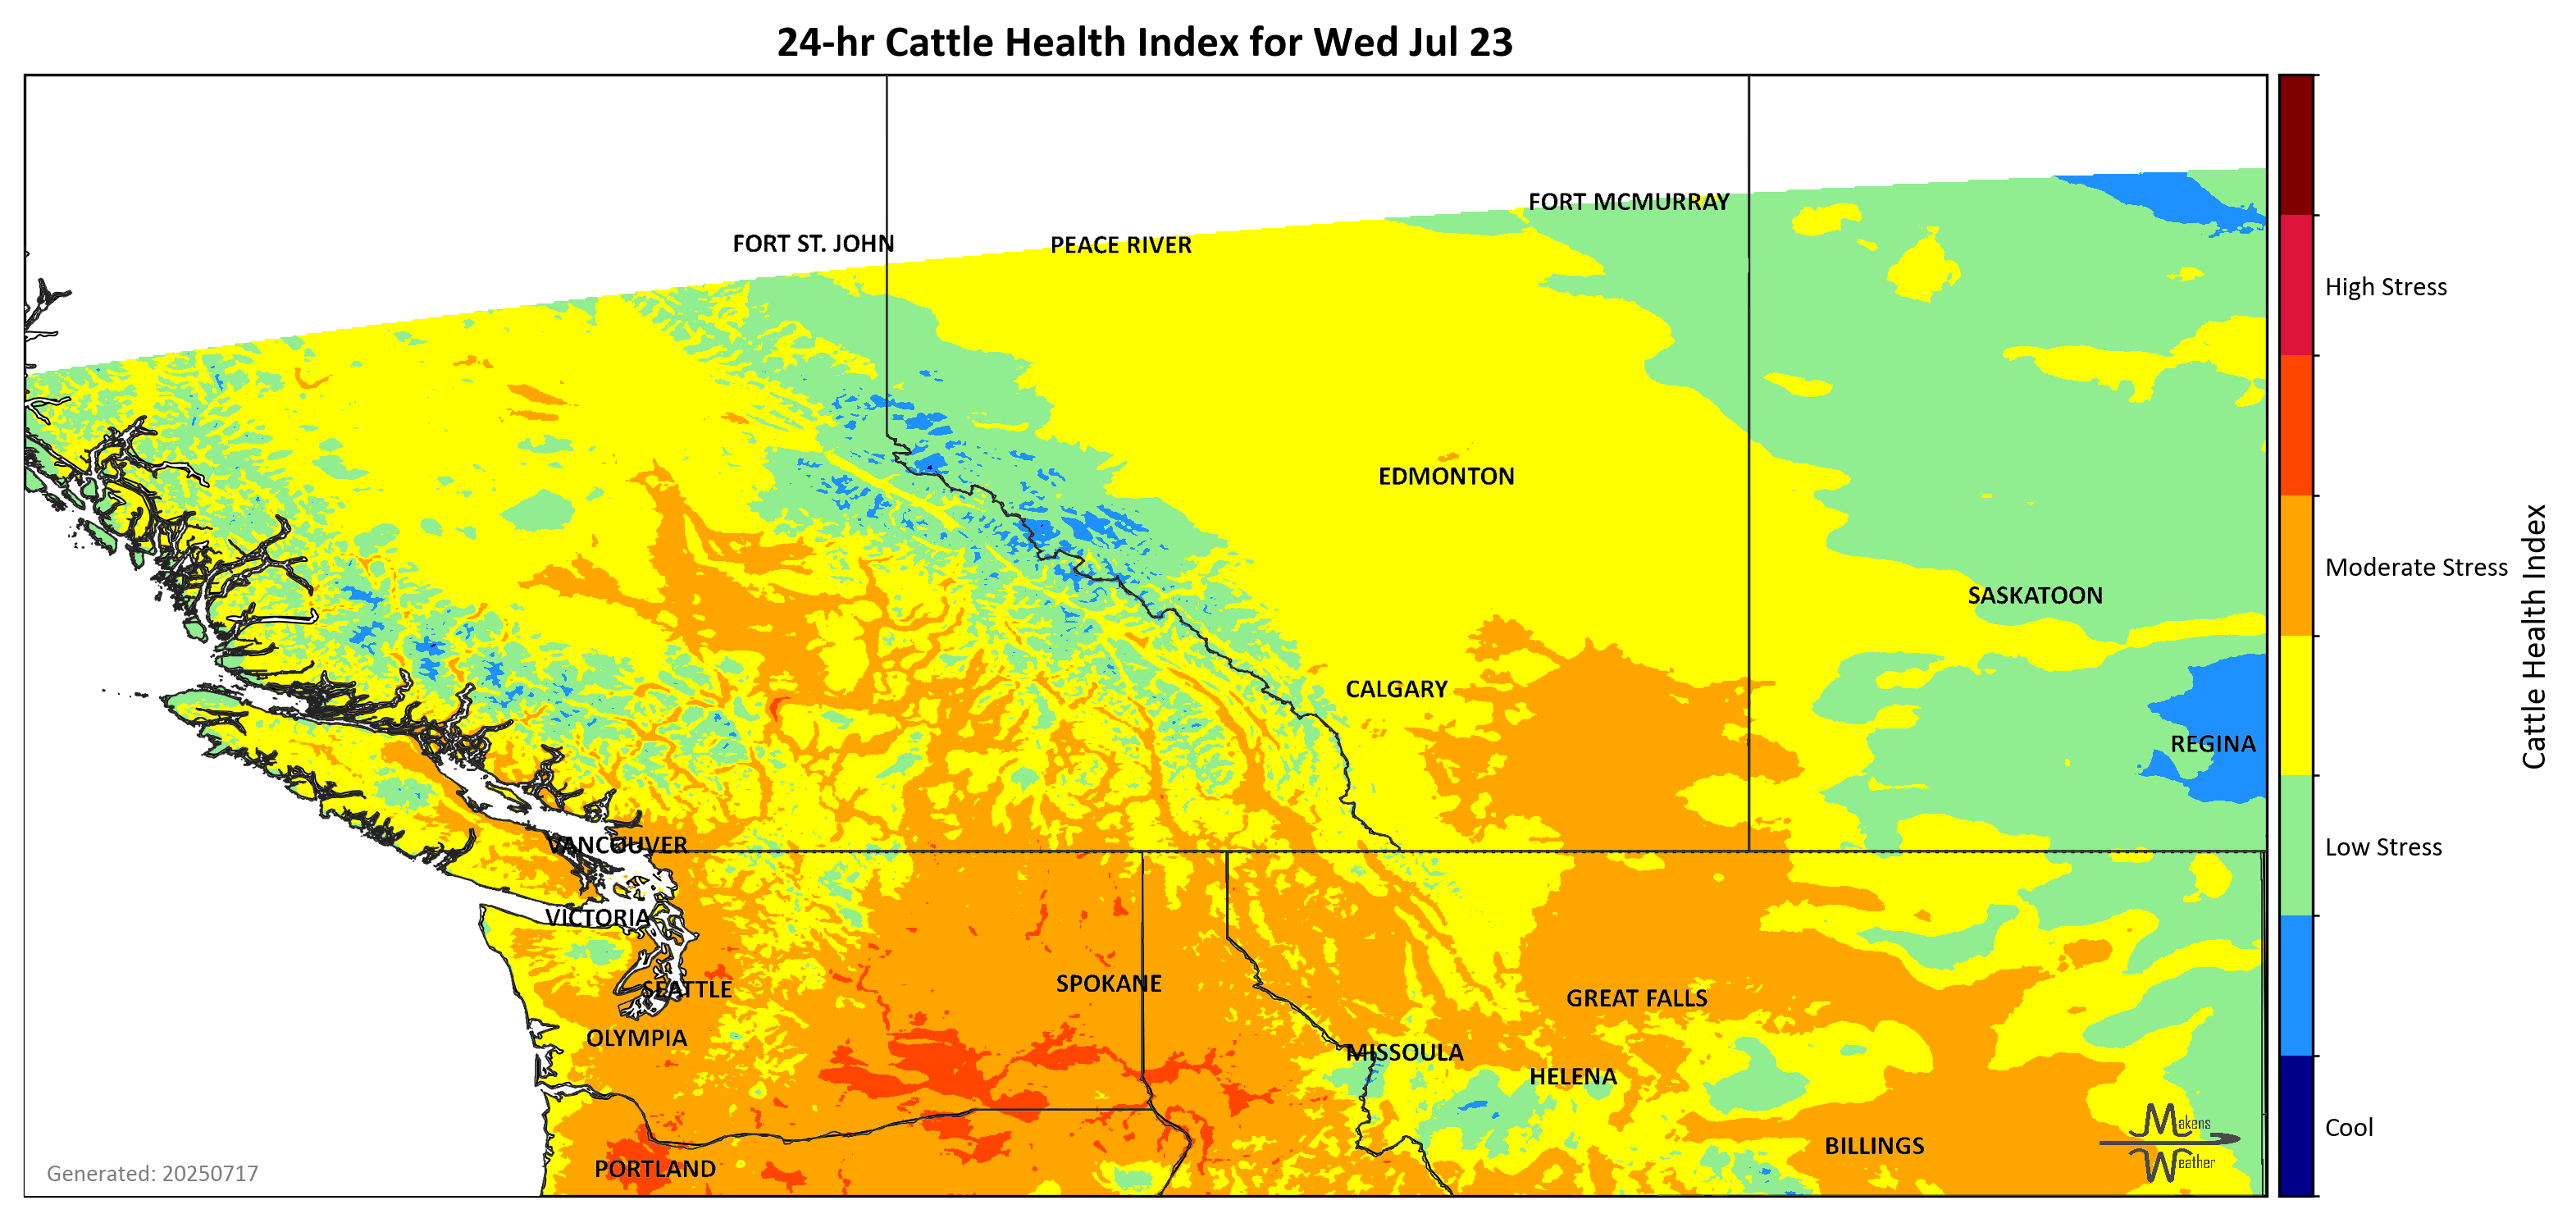 24-hr Cattle Health Index for Wed Jul 23
FORT MCMURRAY
FORT ST. JOHN
PEACE RIVER
High Stress
EDMONTON
Moderate Stress
SASKATOON
Cattle Health Index
CALGARY
REGINA
VANCOUVER
Low Stress
VICTORIA
SPOKANE
SEATTLE
GREAT FALLS
OLYMPIA
MISSOULA
HELENA
Makens
Cool
BILLINGS
Weather
PORTLAND
Generated: 20250717